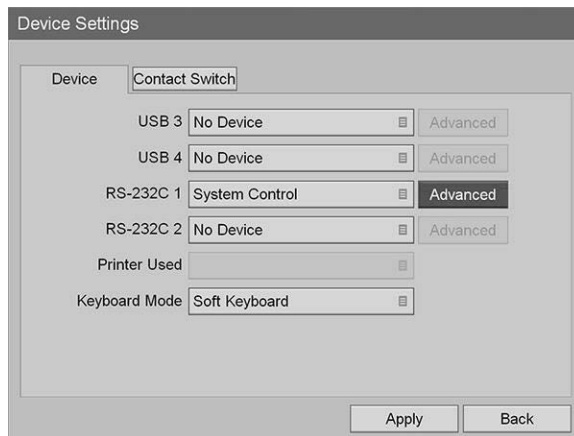 Device Settings
Device Contact Switch
USB 3 No Device Advanced
USB 4 No Device Advanced
RS-232C 1 System Control Advanced
RS-232C 2 No Device Advanced
Printer Used
Keyboard Mode Soft Keyboard
Apply Back